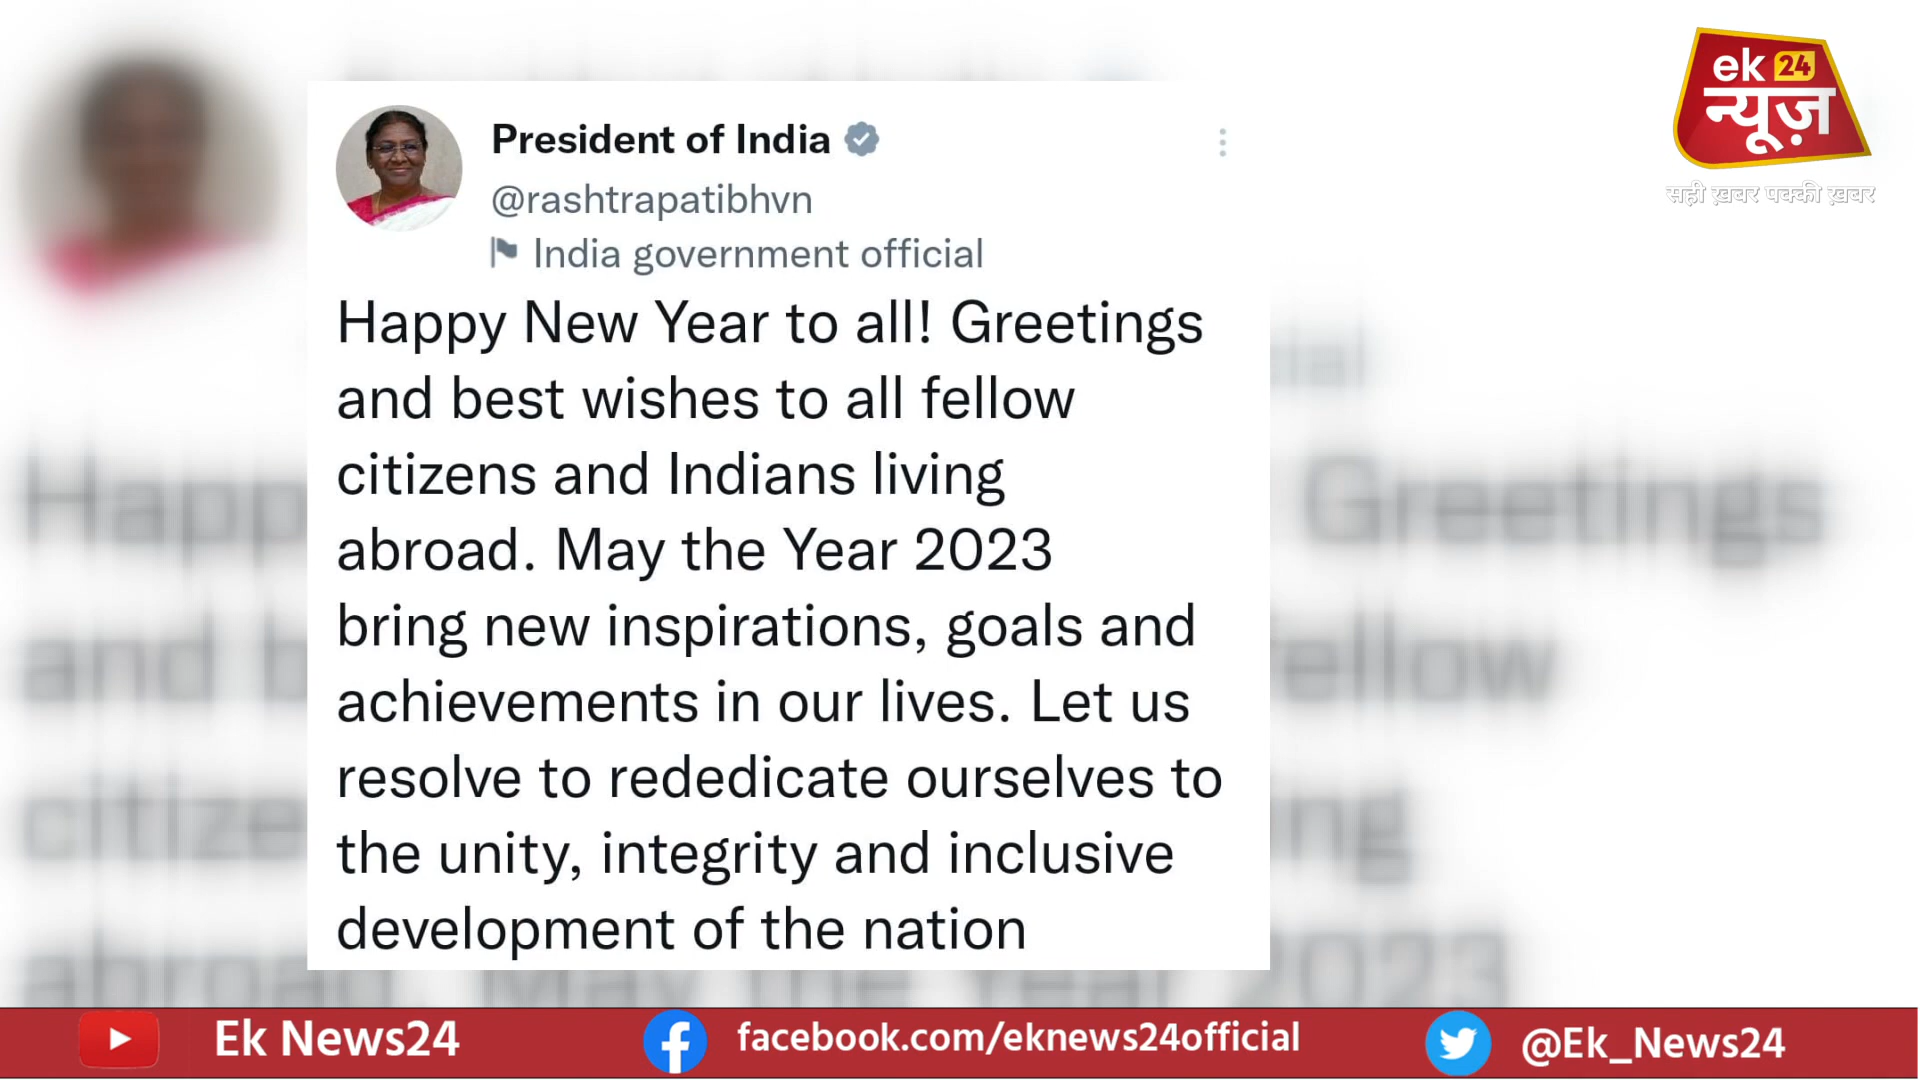 ek 24
न्यूज़
सही ख़बर पक्की ख़बर
President of India
@rashtrapatibhvn
India government official
Happy New Year to all! Greetings
and best wishes to all fellow
citizens and Indians living
abroad. May the Year 2023
bring new inspirations, goals and
achievements in our lives. Let us
resolve to rededicate ourselves to
the unity, integrity and inclusive
development of the nation
Ek News24
facebook.com/eknews24official
@Ek_News24